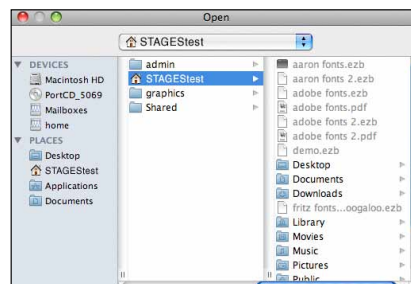 Open
STAGEStest
DEVICES
Macintosh HD
PortCD_5069
Mailboxes
home
PLACES
Desktop
STAGEStest
Applications
Documents
admin
STAGEStest
graphics
Shared
aaron fonts.ezb
aaron fonts 2.ezb
adobe fonts.ezb
adobe fonts.pdf
adobe fonts 2.ezb
adobe fonts 2.pdf
demo.ezb
Desktop
Documents
Downloads
fritz fonts...oogaloo.ezb
Library
Movies
Music
Pictures
Public